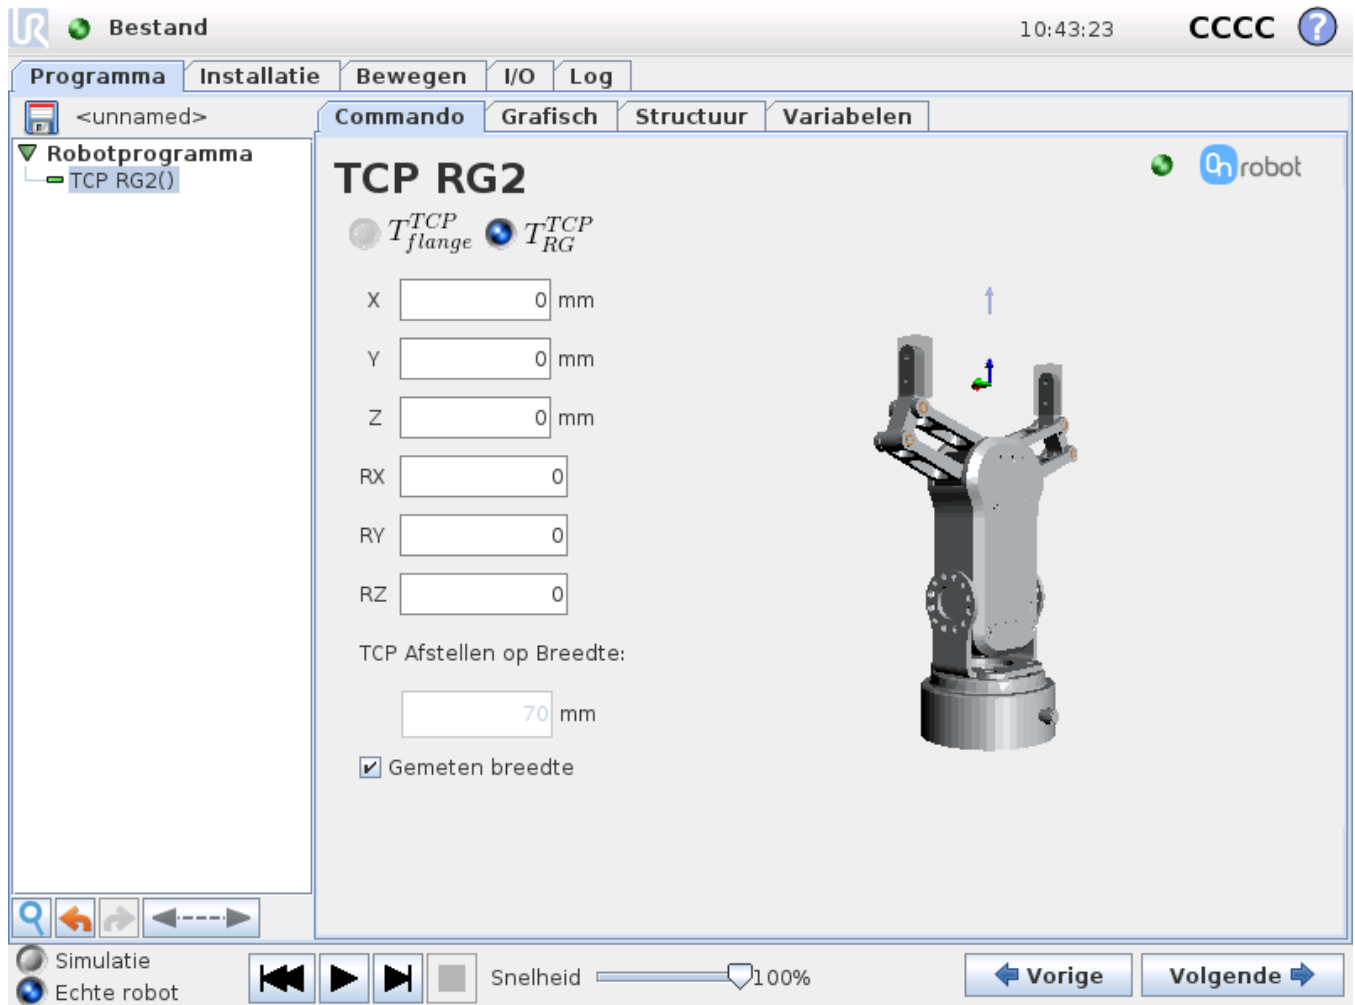 UR Bestand 10:43:23 CCCC ?
Programma Installatie Bewegen I/O Log
<unnamed> Commando Grafisch Structuur Variabelen
Robotprogramma
TCP RG2()
TCP RG2
On robot
T^{TCP}_{flange} T^{TCP}_{RG}
X 0 mm
Y 0 mm
Z 0 mm
RX 0
RY 0
RZ 0
TCP Afstellen op Breedte:
70 mm
Gemeten breedte
Simulatie
Echte robot
Snelheid 100%
Vorige Volgende